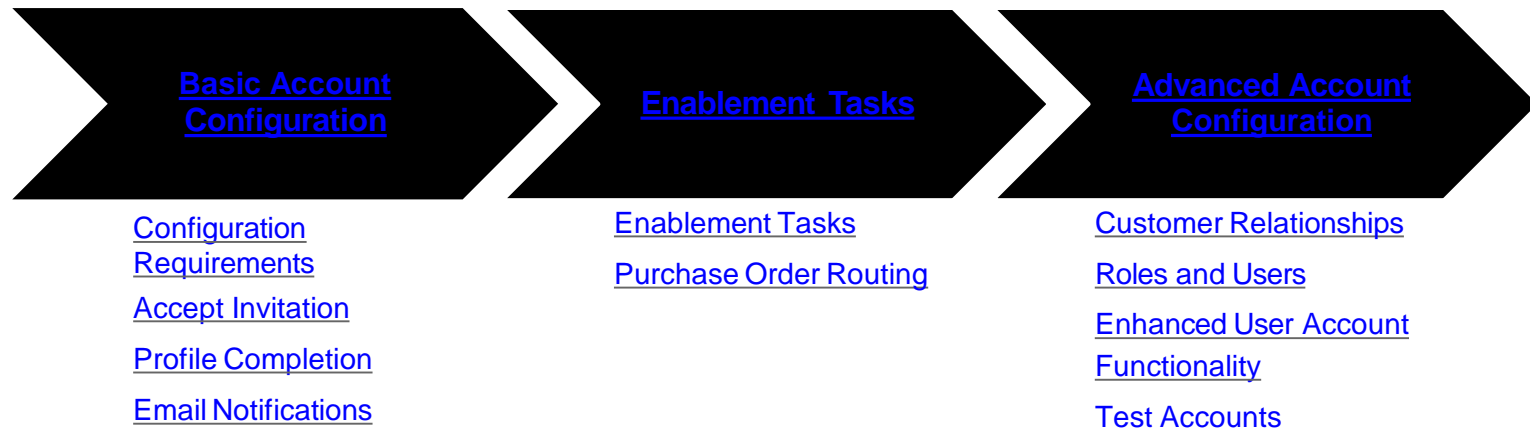 Basic Account
Configuration
Enablement Tasks
Advanced Account
Configuration
Configuration
Requirements
Accept Invitation
Profile Completion
Email Notifications
Enablement Tasks
Purchase Order Routing
Customer Relationships
Roles and Users
Enhanced User Account
Functionality
Test Accounts